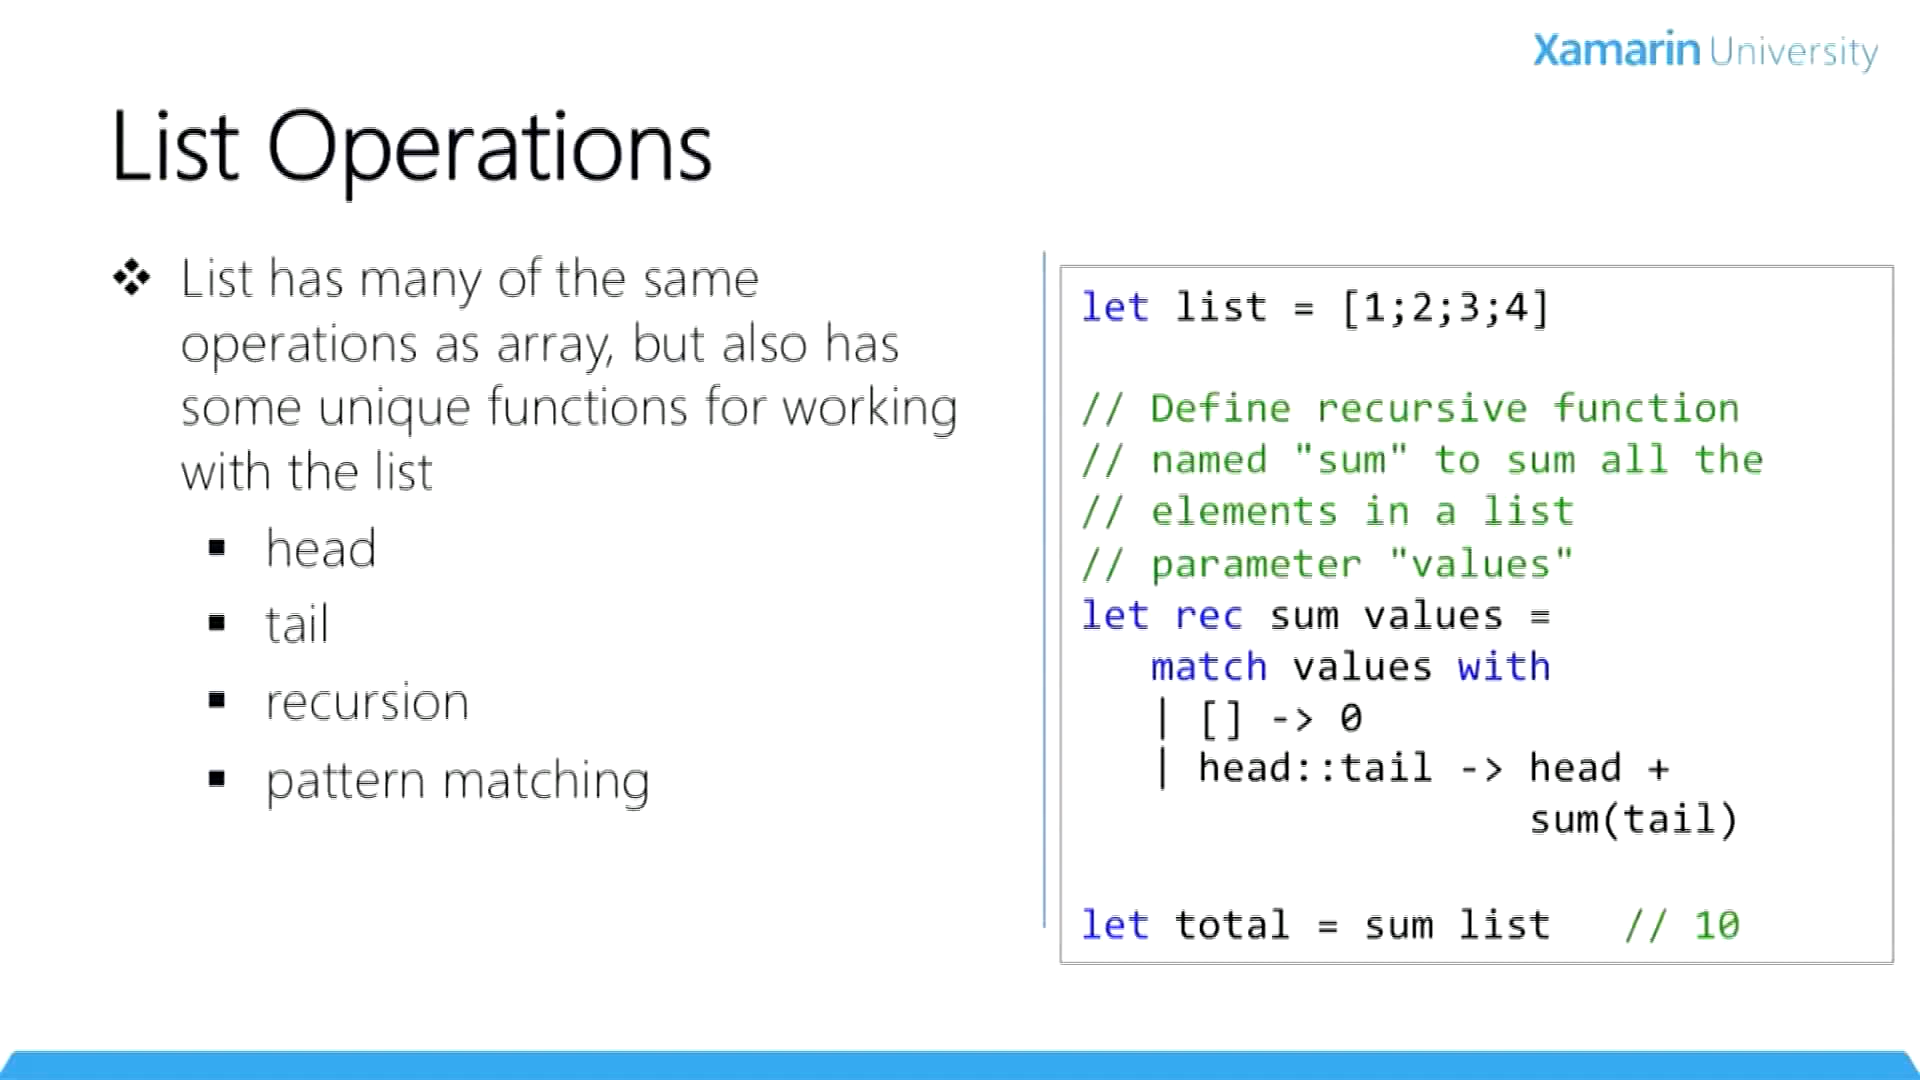 Xamarin University
List Operations
❖ List has many of the same
operations as array, but also has
some unique functions for working
with the list
▪ head
▪ tail
▪ recursion
▪ pattern matching
let list = [1;2;3;4]
// Define recursive function
// named "sum" to sum all the
// elements in a list
// parameter "values"
let rec sum values =
   match values with
   | [] -> 0
   | head::tail -> head +
                   sum(tail)
let total = sum list   // 10